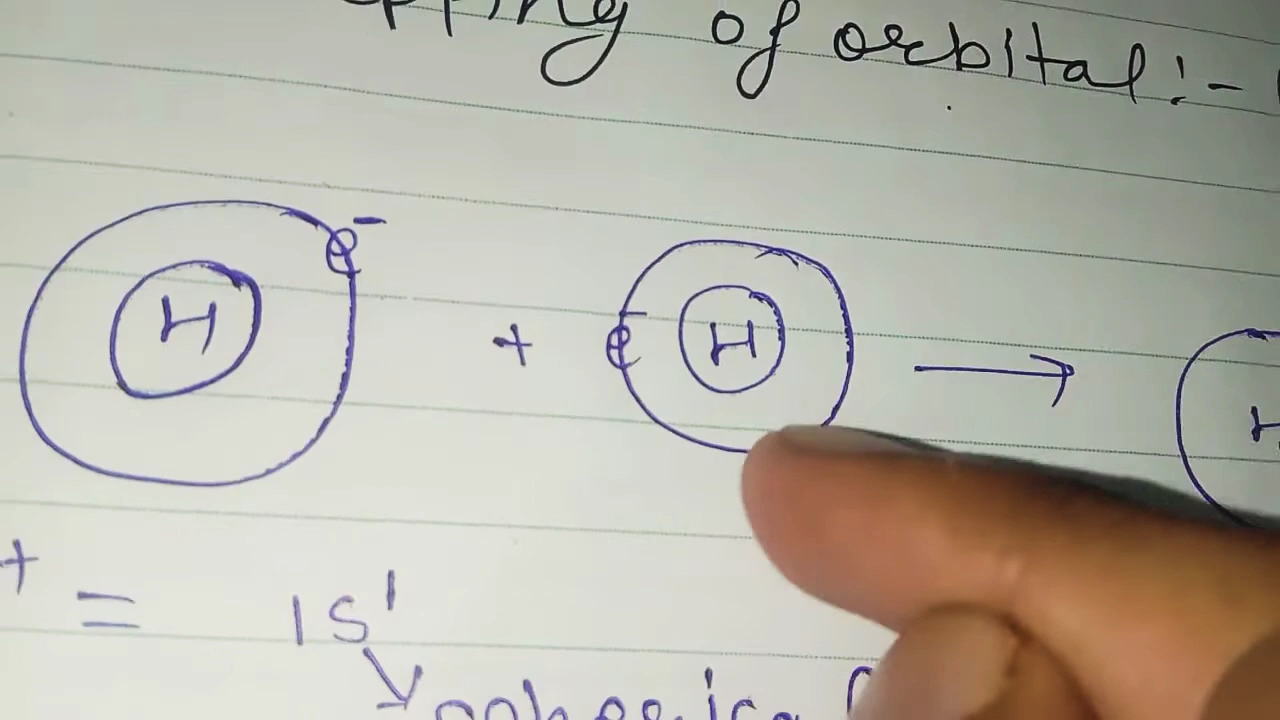 of orbital:-
H e⁻ + e⁻ H →
+ = 1s¹